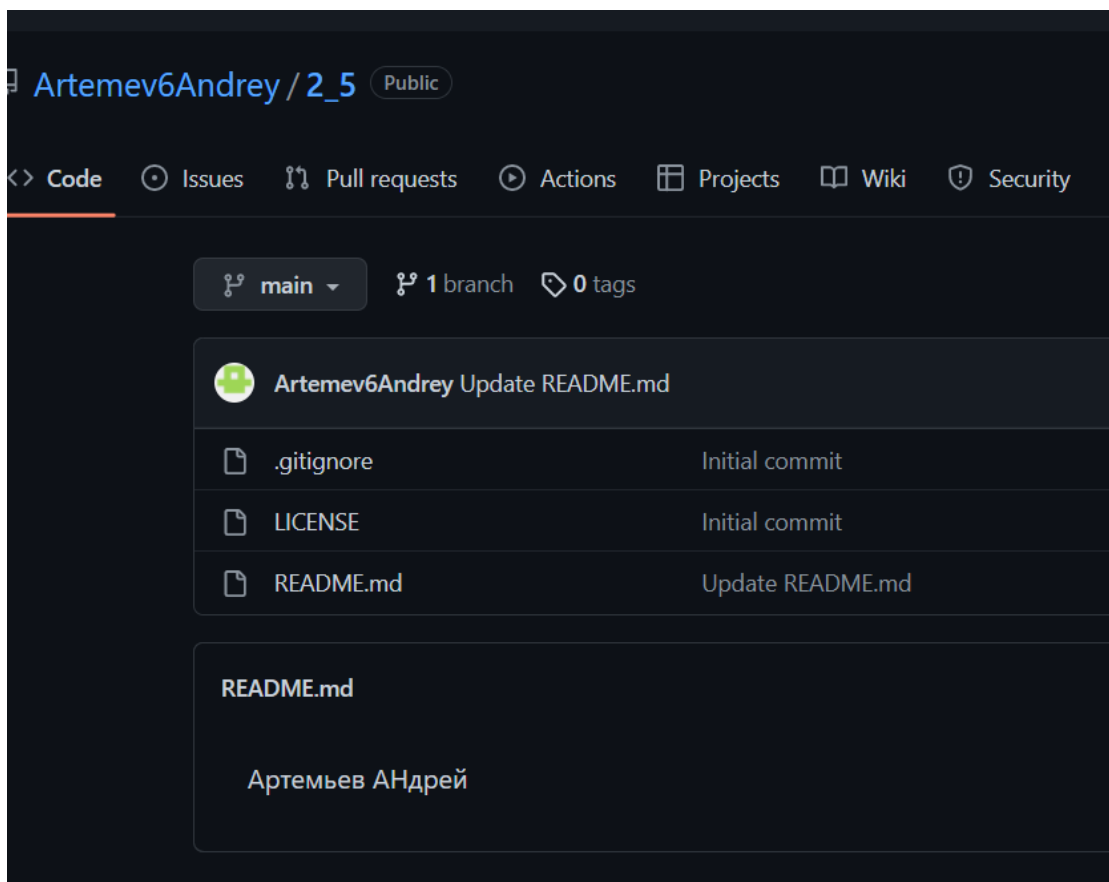 Artemev6Andrey / 2_5 Public
Code Issues Pull requests Actions Projects Wiki Security
main 1 branch 0 tags
Artemev6Andrey Update README.md
.gitignore Initial commit
LICENSE Initial commit
README.md Update README.md
README.md
Артемьев АНдрей